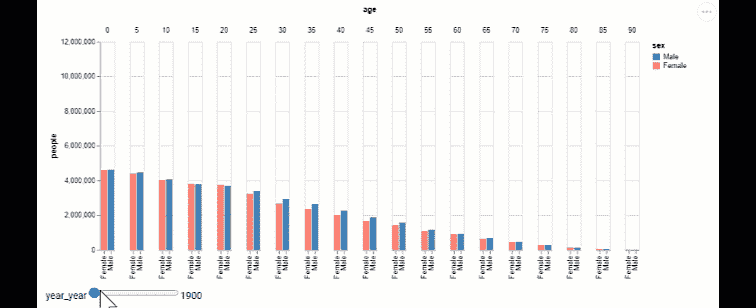 age
0 5 10 15 20 25 30 35 40 45 50 55 60 65 70 75 80 85 90
12,000,000
10,000,000
8,000,000
6,000,000
4,000,000
2,000,000
0
people
sex
Male
Female
Female Male Female Male Female Male Female Male Female Male Female Male Female Male Female Male Female Male Female Male Female Male Female Male Female Male Female Male Female Male Female Male Female Male Female Male Female Male
year_year 1900